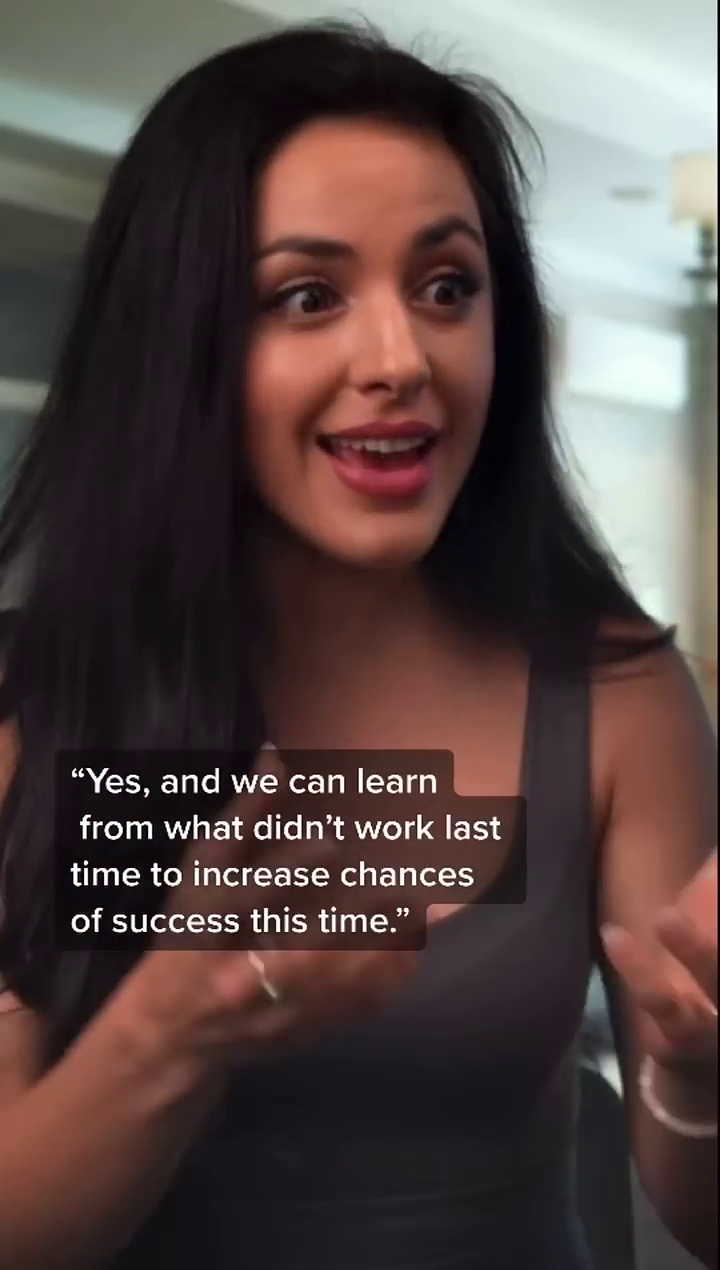 “Yes, and we can learn
from what didn’t work last
time to increase chances
of success this time.”